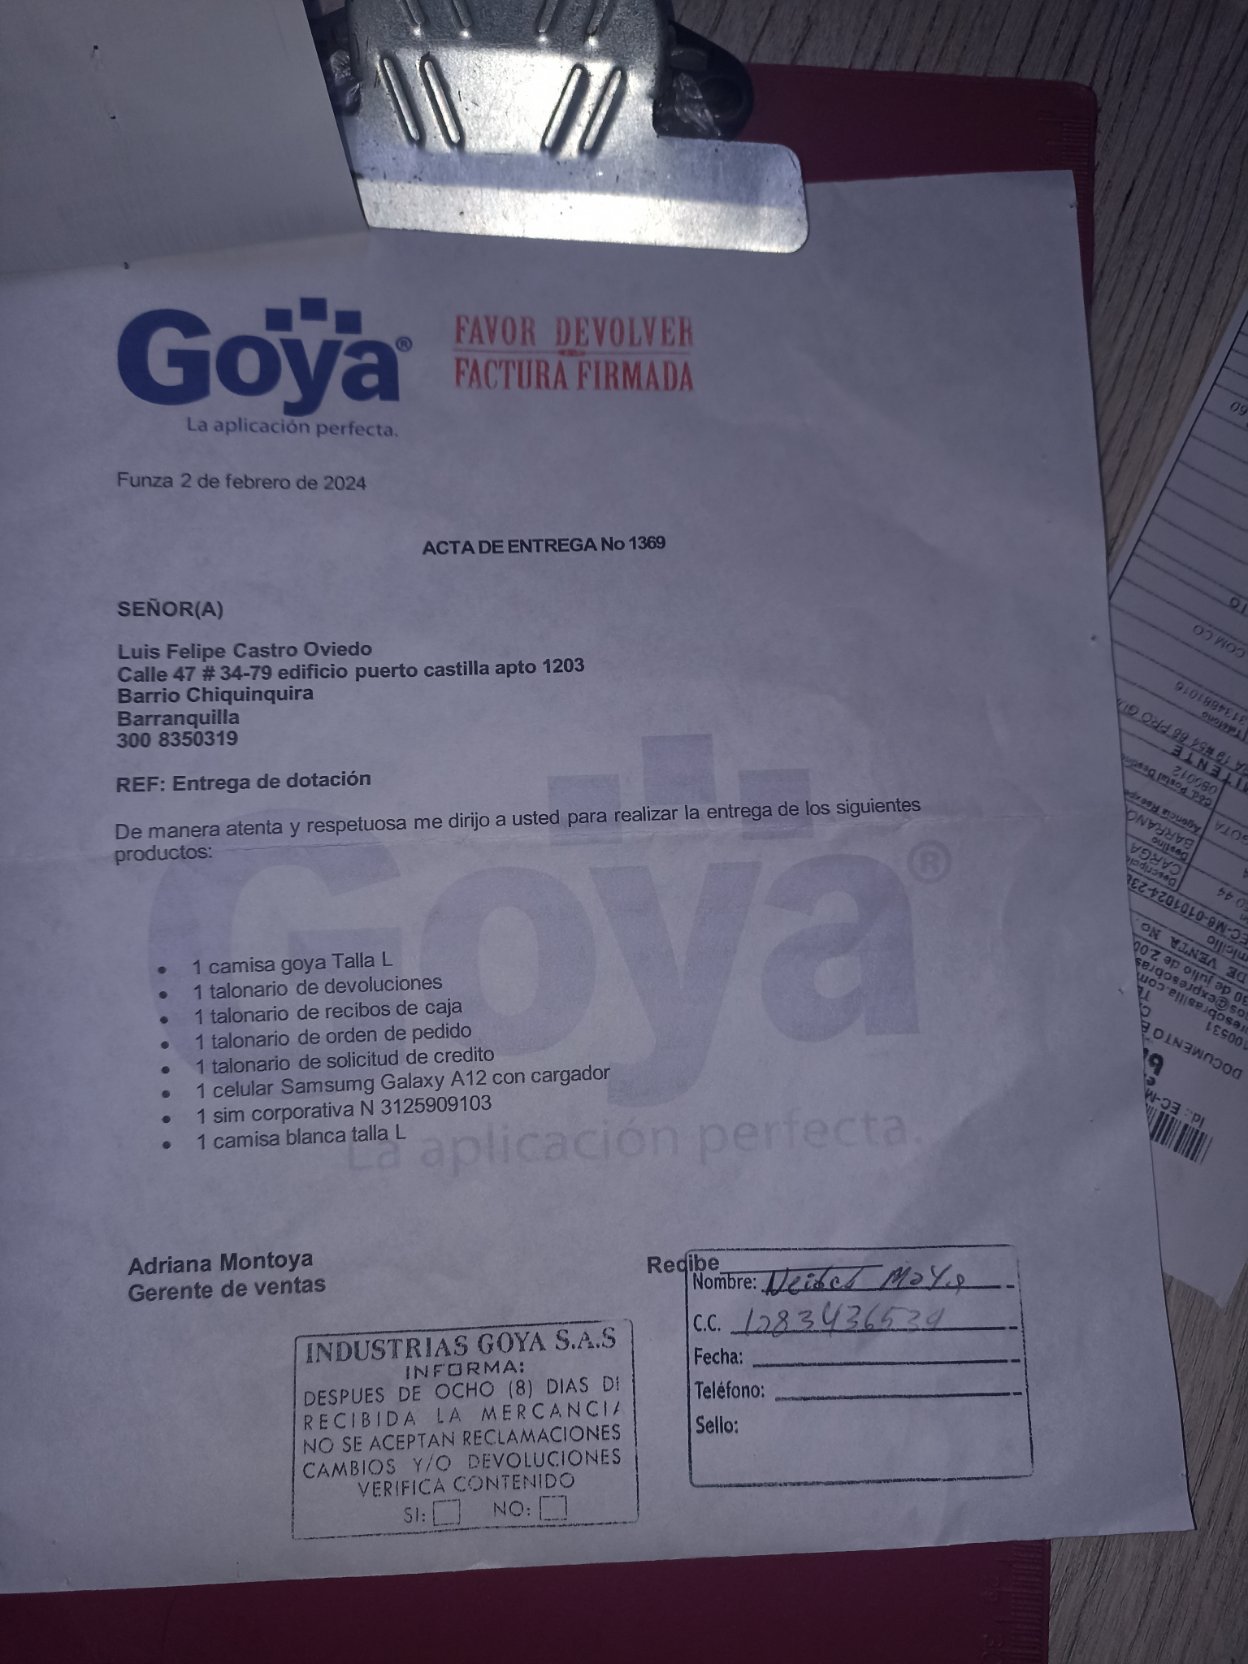 Goya®
La aplicación perfecta.
FAVOR DEVOLVER
FACTURA FIRMADA
Funza 2 de febrero de 2024
ACTA DE ENTREGA No 1369
SEÑOR(A)
Luis Felipe Castro Oviedo
Calle 47 # 34-79 edificio puerto castilla apto 1203
Barrio Chiquinquira
Barranquilla
300 8350319
REF: Entrega de dotación
De manera atenta y respetuosa me dirijo a usted para realizar la entrega de los siguientes
productos:
Goya®
La aplicación perfecta.
• 1 camisa goya Talla L
• 1 talonario de devoluciones
• 1 talonario de recibos de caja
• 1 talonario de orden de pedido
• 1 talonario de solicitud de credito
• 1 celular Samsumg Galaxy A12 con cargador
• 1 sim corporativa N 3125909103
• 1 camisa blanca talla L
Adriana Montoya
Gerente de ventas
Recibe
Nombre:
C.C.
Fecha:
Teléfono:
Sello:
INDUSTRIAS GOYA S.A.S
INFORMA:
DESPUES DE OCHO (8) DIAS DE
RECIBIDA LA MERCANCIA
NO SE ACEPTAN RECLAMACIONES
CAMBIOS Y/O DEVOLUCIONES
VERIFICA CONTENIDO
SI: NO: